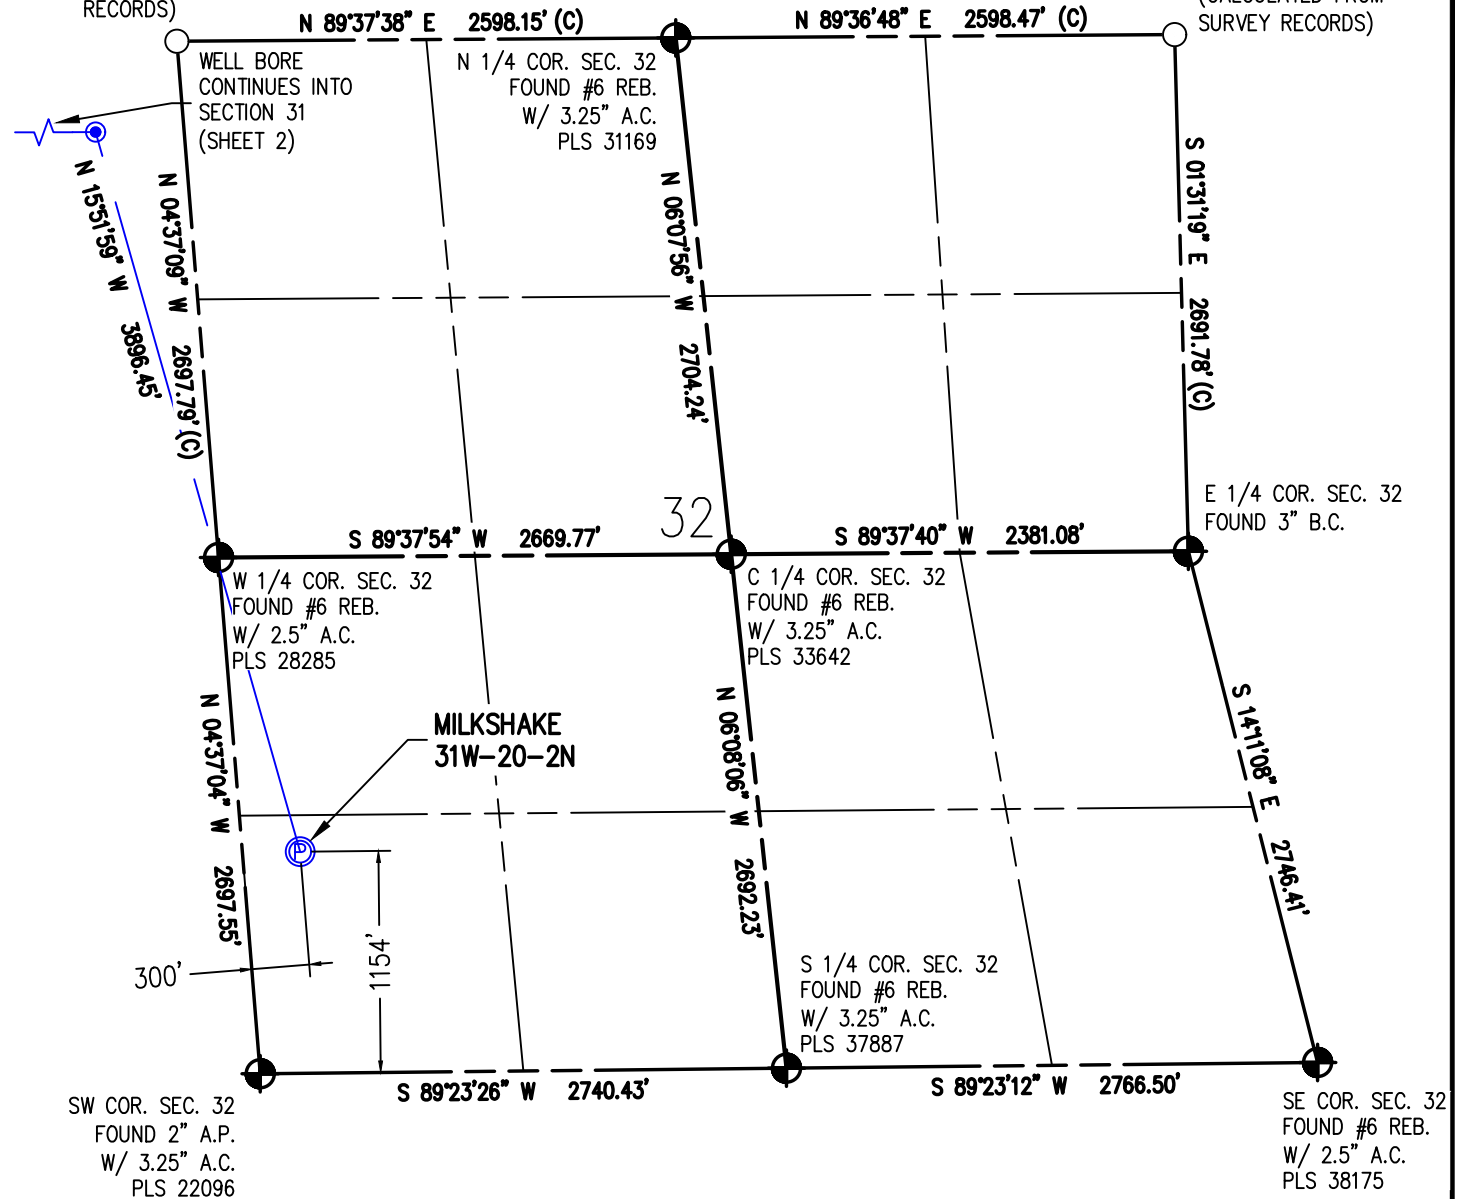 RECORDS)
(CALCULATED FROM
SURVEY RECORDS)
N 89°37'38" E 2598.15' (C)
N 89°36'48" E 2598.47' (C)
WELL BORE
CONTINUES INTO
SECTION 31
(SHEET 2)
N 1/4 COR. SEC. 32
FOUND #6 REB.
W/ 3.25" A.C.
PLS 31169
N 15°51'59" W 3896.45'
N 04°37'09" W 2697.79' (C)
N 06°07'56" W 2704.24'
S 01°31'19" E 2691.78' (C)
E 1/4 COR. SEC. 32
FOUND 3" B.C.
32
S 89°37'54" W 2669.77'
S 89°37'40" W 2381.08'
W 1/4 COR. SEC. 32
FOUND #6 REB.
W/ 2.5" A.C.
PLS 28285
C 1/4 COR. SEC. 32
FOUND #6 REB.
W/ 3.25" A.C.
PLS 33642
MILKSHAKE
31W-20-2N
N 04°37'04" W 2697.55'
N 06°08'06" W 2692.23'
S 14°11'08" E 2746.41'
P
300'
1154'
S 1/4 COR. SEC. 32
FOUND #6 REB.
W/ 3.25" A.C.
PLS 37887
S 89°23'26" W 2740.43'
S 89°23'12" W 2766.50'
SW COR. SEC. 32
FOUND 2" A.P.
W/ 3.25" A.C.
PLS 22096
SE COR. SEC. 32
FOUND #6 REB.
W/ 2.5" A.C.
PLS 38175